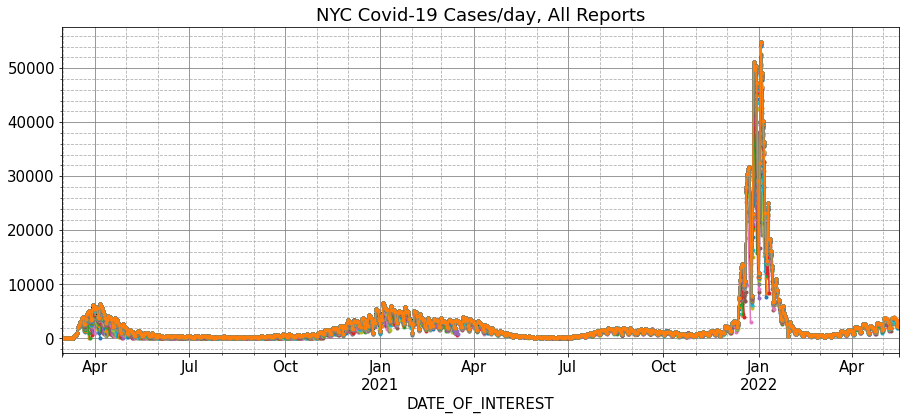 NYC Covid-19 Cases/day, All Reports
50000
40000
30000
20000
10000
0
Apr Jul Oct Jan Apr Jul Oct Jan Apr
2021 2022
DATE_OF_INTEREST